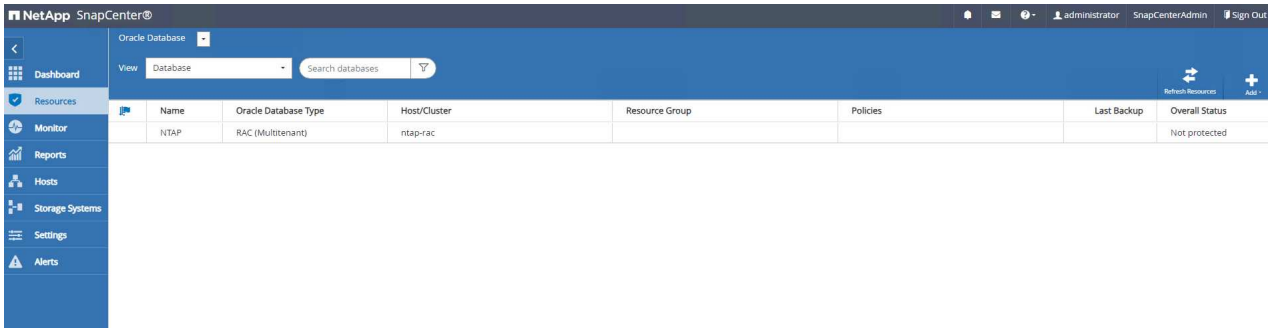 NetApp SnapCenter® administrator SnapCenterAdmin Sign Out
Oracle Database
View Database Search databases
Refresh Resources Add
Dashboard
Resources
Monitor
Reports
Hosts
Storage Systems
Settings
Alerts
Name Oracle Database Type Host/Cluster Resource Group Policies Last Backup Overall Status
NTAP RAC (Multitenant) ntap-rac Not protected